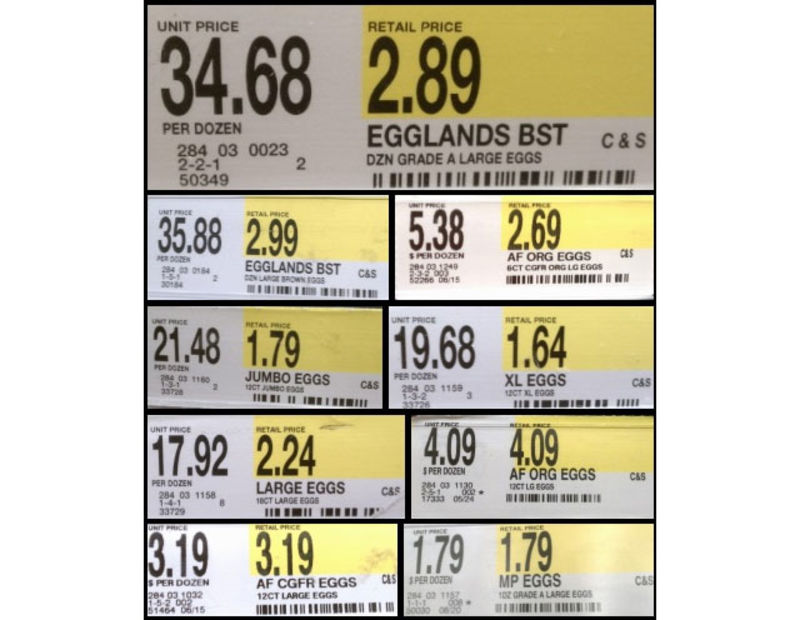 UNIT PRICE
34.68
PER DOZEN
284 03 0023
2-2-1 2
50349
RETAIL PRICE
2.89
EGGLANDS BST C & S
DZN GRADE A LARGE EGGS
UNIT PRICE
35.88
PER DOZEN
284 03 0184
1-5-1 2
30184
RETAIL PRICE
2.99
EGGLANDS BST C&S
DZN LARGE BROWN EGGS
UNIT PRICE
5.38
$ PER DOZEN
284 03 1249
2-3-2 003
52266 06/15
RETAIL PRICE
2.69
AF ORG EGGS C&S
6CT CGFR ORG LG EGGS
UNIT PRICE
21.48
PER DOZEN
284 03 1160
1-3-1 2
33728
RETAIL PRICE
1.79
JUMBO EGGS C&S
12CT JUMBO EGGS
UNIT PRICE
19.68
PER DOZEN
284 03 1159
1-3-2 3
33726
RETAIL PRICE
1.64
XL EGGS C&S
12CT XL EGGS
UNIT PRICE
17.92
PER DOZEN
284 03 1158
1-4-1 8
33729
RETAIL PRICE
2.24
LARGE EGGS C&S
18CT LARGE EGGS
UNIT PRICE
4.09
$ PER DOZEN
284 03 1130
2-5-1 002 *
17333 05/24
RETAIL PRICE
4.09
AF ORG EGGS C&S
12CT LG EGGS
UNIT PRICE
3.19
$ PER DOZEN
284 03 1032
1-5-2 002
51464 06/15
RETAIL PRICE
3.19
AF CGFR EGGS C&S
12CT LARGE EGGS
UNIT PRICE
1.79
$ PER DOZEN
284 03 1157
1-1-1 008 *
50030 08/20
RETAIL PRICE
1.79
MP EGGS C&S
1DZ GRADE A LARGE EGGS